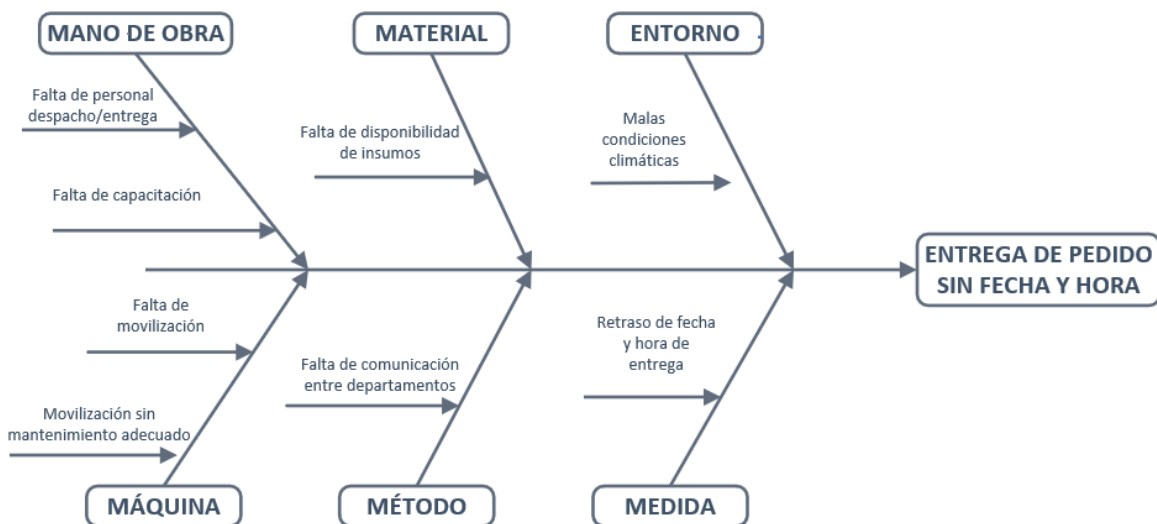 MANO DE OBRA
MATERIAL
ENTORNO
Falta de personal
despacho/entrega
Falta de capacitación
Falta de disponibilidad
de insumos
Malas
condiciones
climáticas
ENTREGA DE PEDIDO
SIN FECHA Y HORA
Falta de
movilización
Movilización sin
mantenimiento adecuado
Falta de comunicación
entre departamentos
Retraso de fecha
y hora de
entrega
MÁQUINA
MÉTODO
MEDIDA